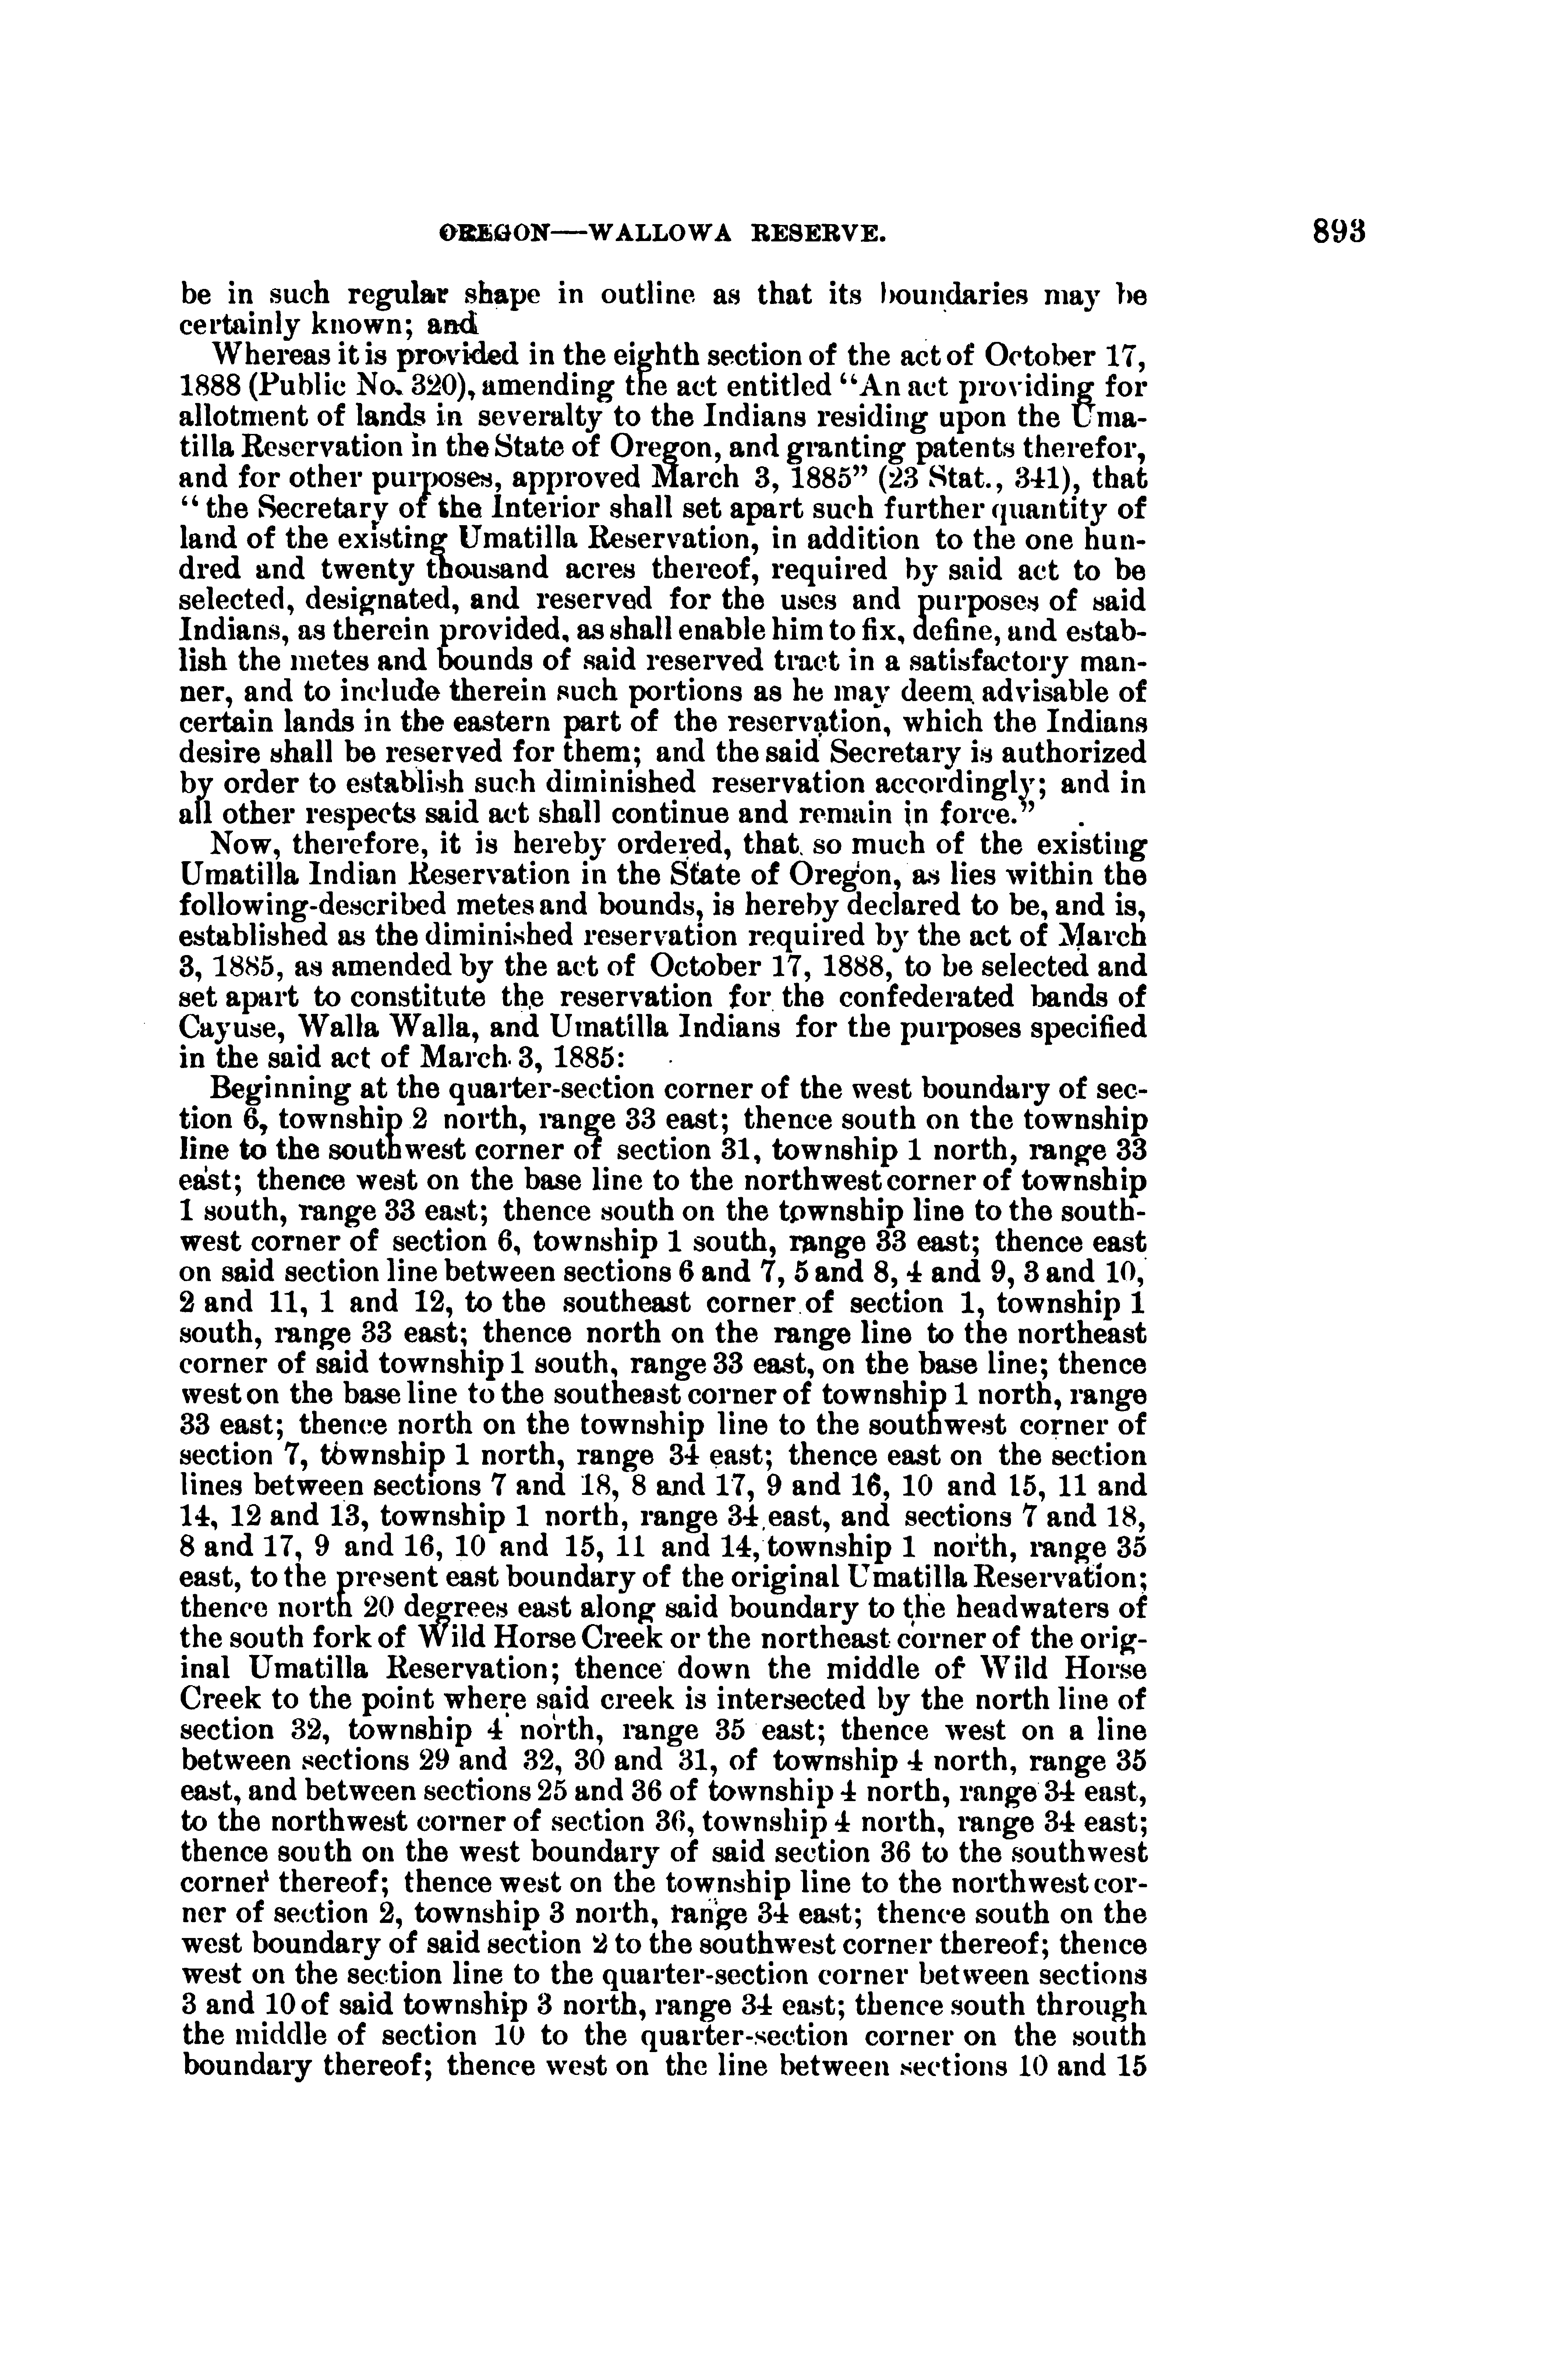 OREGON—WALLOWA RESERVE. 893
be in such regular shape in outline as that its boundaries may be
certainly known; and
Whereas it is provided in the eighth section of the act of October 17,
1888 (Public No. 320), amending the act entitled "An act providing for
allotment of lands in severalty to the Indians residing upon the Uma-
tilla Reservation in the State of Oregon, and granting patents therefor,
and for other purposes, approved March 3, 1885" (23 Stat., 341), that
"the Secretary of the Interior shall set apart such further quantity of
land of the existing Umatilla Reservation, in addition to the one hun-
dred and twenty thousand acres thereof, required by said act to be
selected, designated, and reserved for the uses and purposes of said
Indians, as therein provided, as shall enable him to fix, define, and estab-
lish the metes and bounds of said reserved tract in a satisfactory man-
ner, and to include therein such portions as he may deem advisable of
certain lands in the eastern part of the reservation, which the Indians
desire shall be reserved for them; and the said Secretary is authorized
by order to establish such diminished reservation accordingly; and in
all other respects said act shall continue and remain in force."
Now, therefore, it is hereby ordered, that so much of the existing
Umatilla Indian Reservation in the State of Oregon, as lies within the
following-described metes and bounds, is hereby declared to be, and is,
established as the diminished reservation required by the act of March
3, 1885, as amended by the act of October 17, 1888, to be selected and
set apart to constitute the reservation for the confederated bands of
Cayuse, Walla Walla, and Umatilla Indians for the purposes specified
in the said act of March 3, 1885:
Beginning at the quarter-section corner of the west boundary of sec-
tion 6, township 2 north, range 33 east; thence south on the township
line to the southwest corner of section 31, township 1 north, range 33
east; thence west on the base line to the northwest corner of township
1 south, range 33 east; thence south on the township line to the south-
west corner of section 6, township 1 south, range 33 east; thence east
on said section line between sections 6 and 7, 5 and 8, 4 and 9, 3 and 10,
2 and 11, 1 and 12, to the southeast corner of section 1, township 1
south, range 33 east; thence north on the range line to the northeast
corner of said township 1 south, range 33 east, on the base line; thence
west on the base line to the southeast corner of township 1 north, range
33 east; thence north on the township line to the southwest corner of
section 7, township 1 north, range 34 east; thence east on the section
lines between sections 7 and 18, 8 and 17, 9 and 16, 10 and 15, 11 and
14, 12 and 13, township 1 north, range 34 east, and sections 7 and 18,
8 and 17, 9 and 16, 10 and 15, 11 and 14, township 1 north, range 35
east, to the present east boundary of the original Umatilla Reservation;
thence north 20 degrees east along said boundary to the headwaters of
the south fork of Wild Horse Creek or the northeast corner of the orig-
inal Umatilla Reservation; thence down the middle of Wild Horse
Creek to the point where said creek is intersected by the north line of
section 32, township 4 north, range 35 east; thence west on a line
between sections 29 and 32, 30 and 31, of township 4 north, range 35
east, and between sections 25 and 36 of township 4 north, range 34 east,
to the northwest corner of section 36, township 4 north, range 34 east;
thence south on the west boundary of said section 36 to the southwest
corner thereof; thence west on the township line to the northwest cor-
ner of section 2, township 3 north, range 34 east; thence south on the
west boundary of said section 2 to the southwest corner thereof; thence
west on the section line to the quarter-section corner between sections
3 and 10 of said township 3 north, range 34 east; thence south through
the middle of section 10 to the quarter-section corner on the south
boundary thereof; thence west on the line between sections 10 and 15